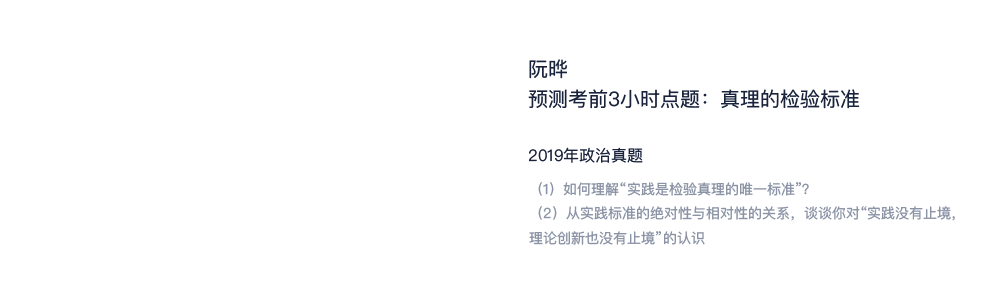 阮晔
预测考前3小时点题：真理的检验标准
2019年政治真题
（1）如何理解“实践是检验真理的唯一标准”？
（2）从实践标准的绝对性与相对性的关系，谈谈你对“实践没有止境，
理论创新也没有止境”的认识